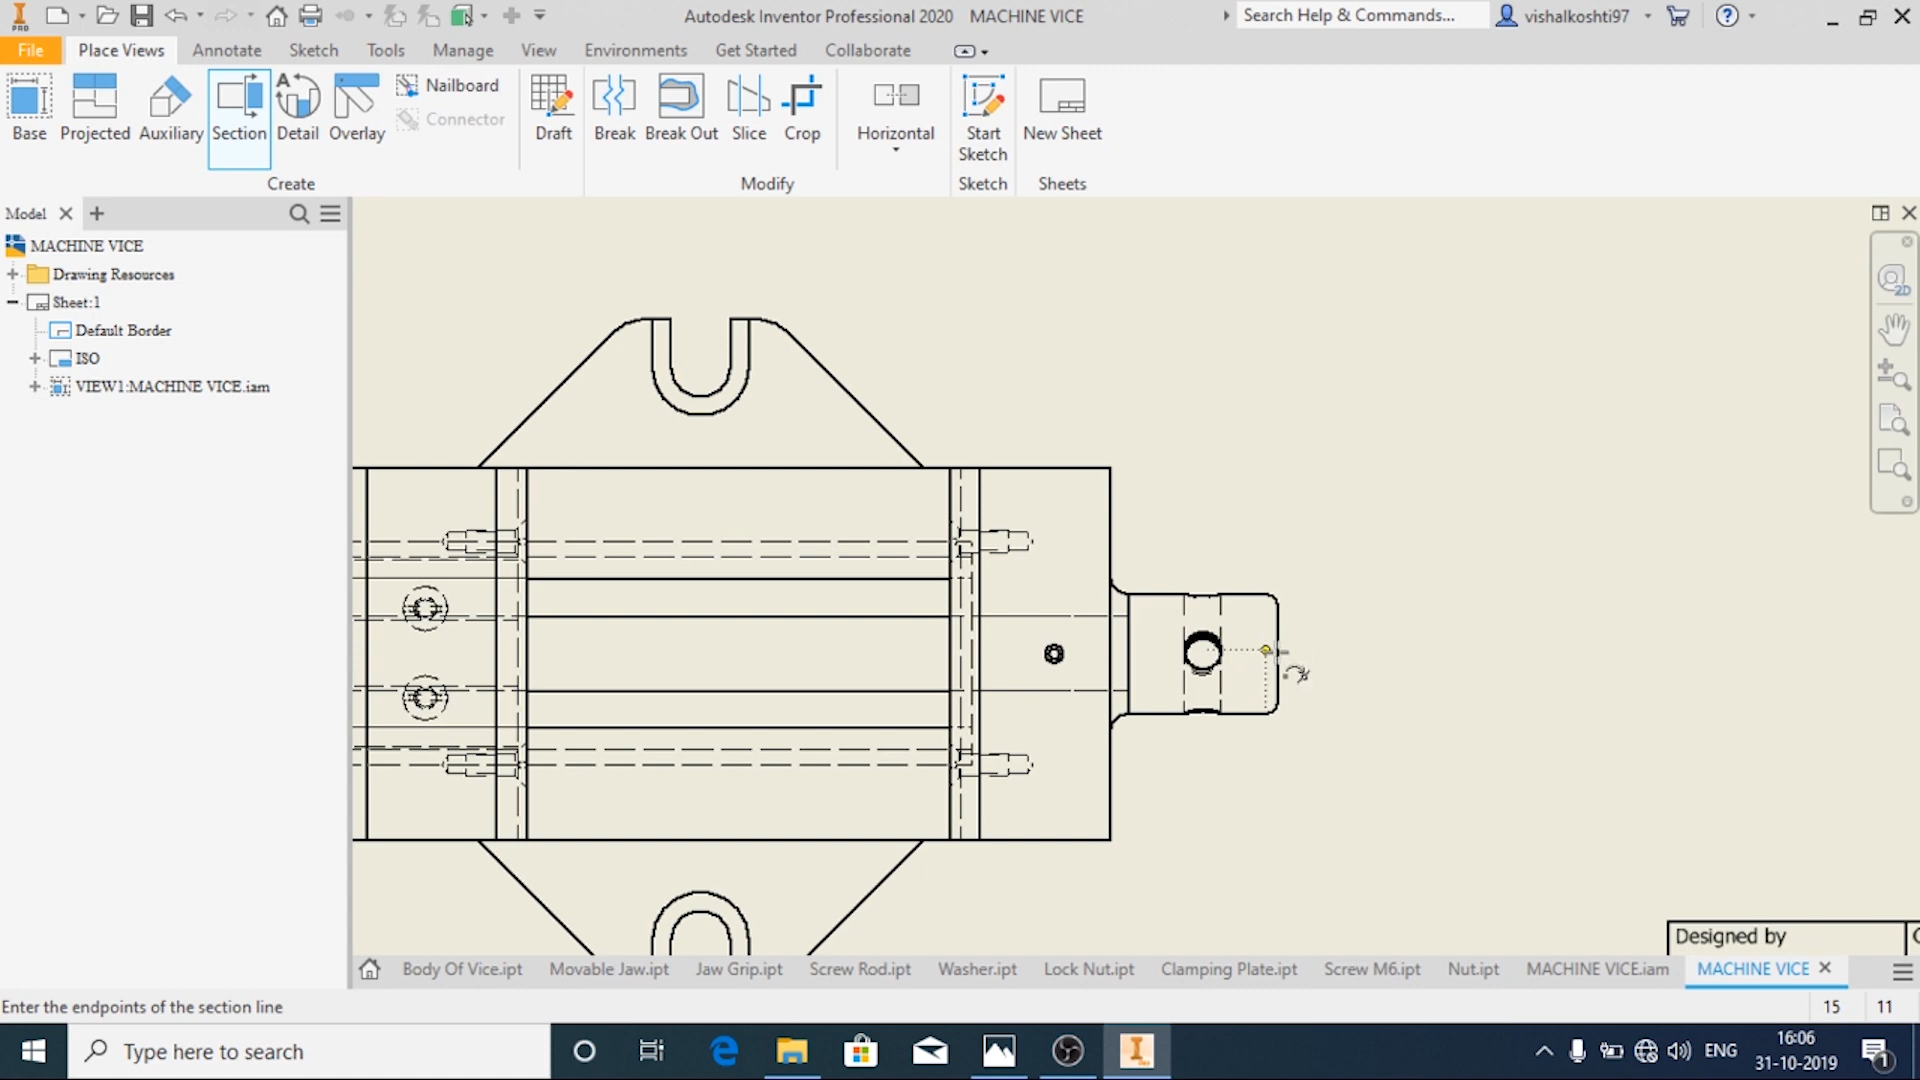 PRO
Autodesk Inventor Professional 2020 MACHINE VICE
Search Help & Commands...
vishalkoshti97
File
Place Views
Annotate
Sketch
Tools
Manage
View
Environments
Get Started
Collaborate
Base
Projected
Auxiliary
Section
Detail
Overlay
Nailboard
Connector
Draft
Break
Break Out
Slice
Crop
Horizontal
Start Sketch
New Sheet
Create
Modify
Sketch
Sheets
Model
MACHINE VICE
Drawing Resources
Sheet:1
Default Border
ISO
VIEW1:MACHINE VICE.iam
2D
Designed by
Body Of Vice.ipt
Movable Jaw.ipt
Jaw Grip.ipt
Screw Rod.ipt
Washer.ipt
Lock Nut.ipt
Clamping Plate.ipt
Screw M6.ipt
Nut.ipt
MACHINE VICE.iam
MACHINE VICE
Enter the endpoints of the section line
15
11
Type here to search
ENG
16:06
31-10-2019
1